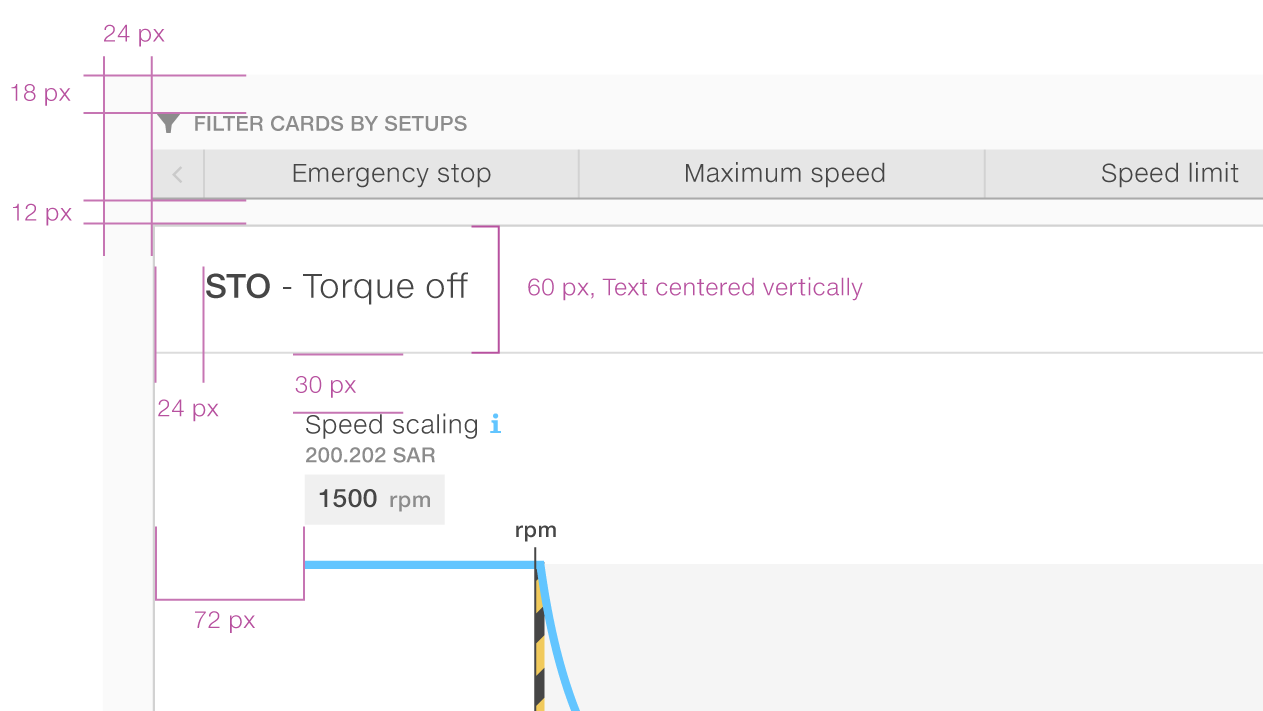 24 px
18 px
FILTER CARDS BY SETUPS
Emergency stop
Maximum speed
Speed limit
12 px
STO - Torque off
60 px, Text centered vertically
30 px
24 px
Speed scaling i
200.202 SAR
1500 rpm
rpm
72 px